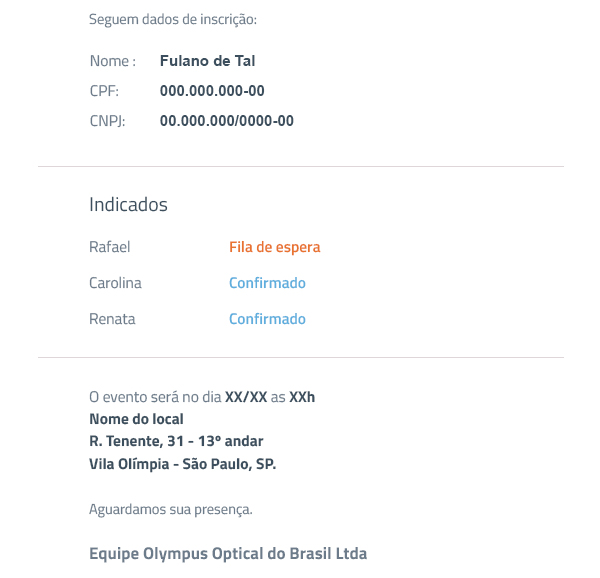 Seguem dados de inscrição:
Nome : Fulano de Tal
CPF: 000.000.000-00
CNPJ: 00.000.000/0000-00
Indicados
Rafael Fila de espera
Carolina Confirmado
Renata Confirmado
O evento será no dia XX/XX as XXh
Nome do local
R. Tenente, 31 - 13º andar
Vila Olímpia - São Paulo, SP.
Aguardamos sua presença.
Equipe Olympus Optical do Brasil Ltda